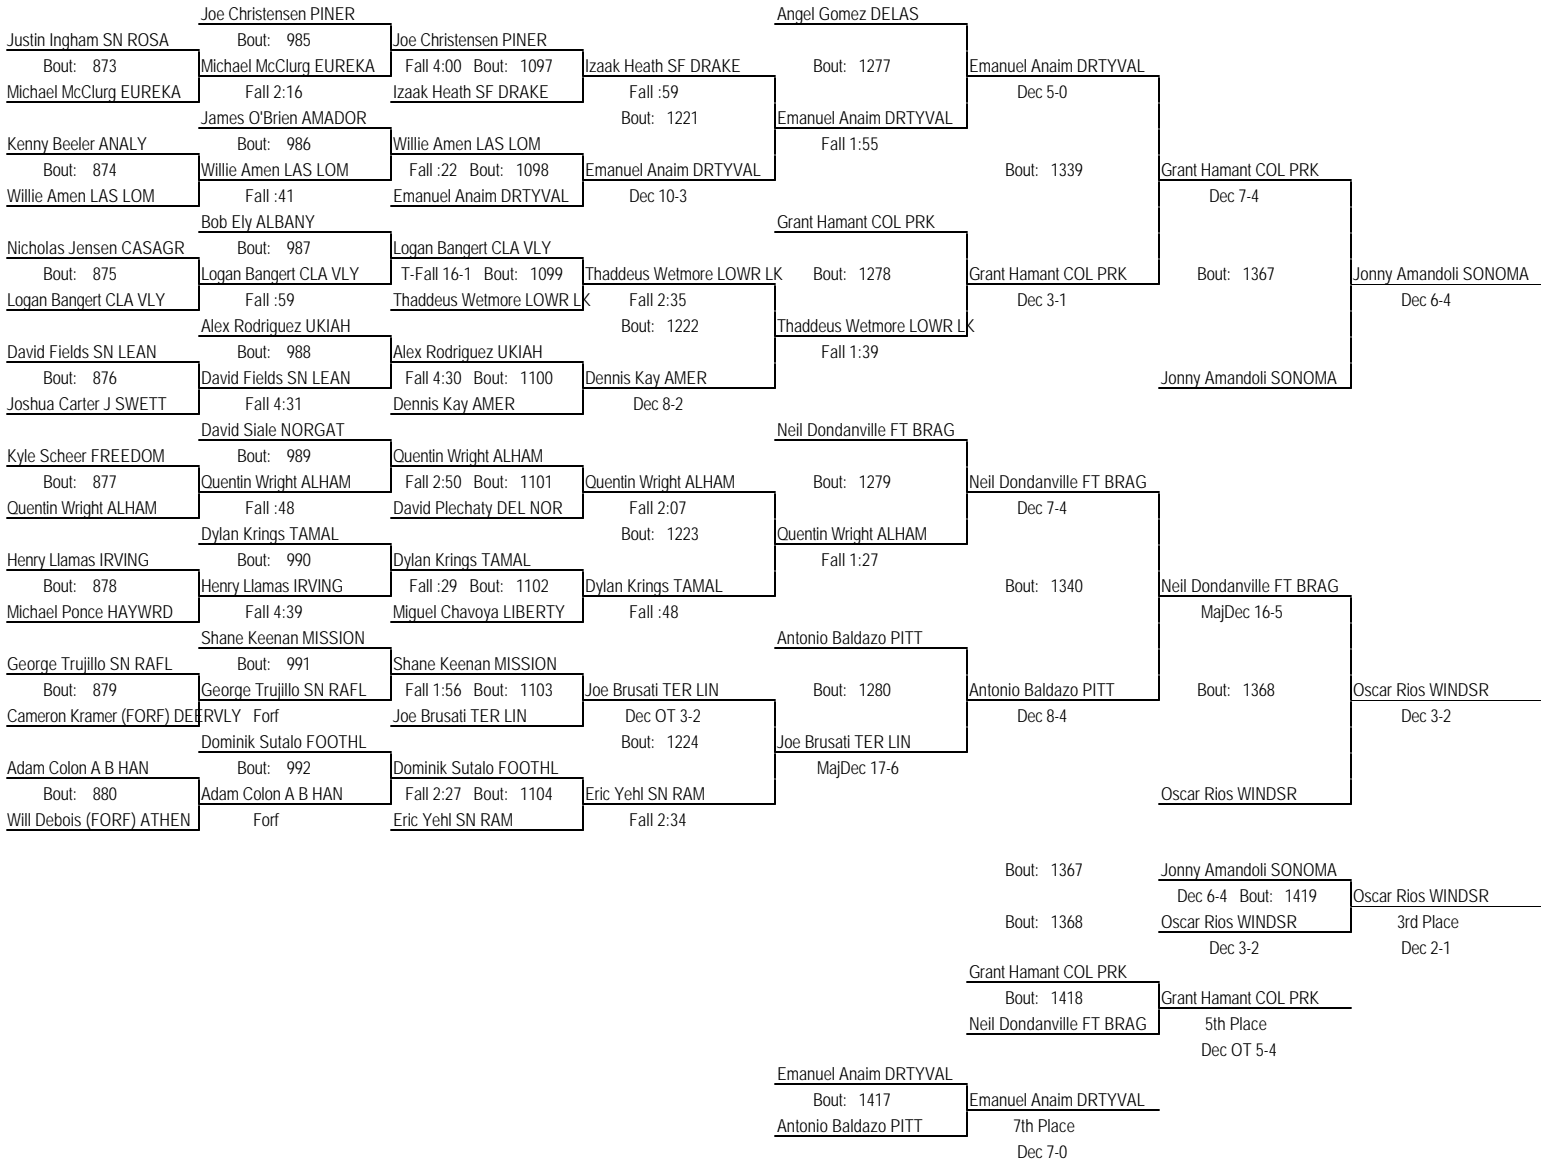 Joe Christensen PINER Angel Gomez DELAS
Justin Ingham SN ROSA Bout: 985 Joe Christensen PINER
Bout: 873 Michael McClurg EUREKA Fall 4:00 Bout: 1097 Izaak Heath SF DRAKE Bout: 1277 Emanuel Anaim DRTYVAL
Michael McClurg EUREKA Fall 2:16 Izaak Heath SF DRAKE Fall :59 Dec 5-0
James O'Brien AMADOR Bout: 1221 Emanuel Anaim DRTYVAL
Kenny Beeler ANALY Bout: 986 Willie Amen LAS LOM Fall 1:55
Bout: 874 Willie Amen LAS LOM Fall :22 Bout: 1098 Emanuel Anaim DRTYVAL Bout: 1339 Grant Hamant COL PRK
Willie Amen LAS LOM Fall :41 Emanuel Anaim DRTYVAL Dec 10-3 Dec 7-4
Bob Ely ALBANY Grant Hamant COL PRK
Nicholas Jensen CASAGR Bout: 987 Logan Bangert CLA VLY
Bout: 875 Logan Bangert CLA VLY T-Fall 16-1 Bout: 1099 Thaddeus Wetmore LOWR LK Bout: 1278 Grant Hamant COL PRK Bout: 1367 Jonny Amandoli SONOMA
Logan Bangert CLA VLY Fall :59 Thaddeus Wetmore LOWR LK Fall 2:35 Dec 3-1 Dec 6-4
Alex Rodriguez UKIAH Bout: 1222 Thaddeus Wetmore LOWR LK
David Fields SN LEAN Bout: 988 Alex Rodriguez UKIAH Fall 1:39
Bout: 876 David Fields SN LEAN Fall 4:30 Bout: 1100 Dennis Kay AMER Jonny Amandoli SONOMA
Joshua Carter J SWETT Fall 4:31 Dennis Kay AMER Dec 8-2
David Siale NORGAT Neil Dondanville FT BRAG
Kyle Scheer FREEDOM Bout: 989 Quentin Wright ALHAM
Bout: 877 Quentin Wright ALHAM Fall 2:50 Bout: 1101 Quentin Wright ALHAM Bout: 1279 Neil Dondanville FT BRAG
Quentin Wright ALHAM Fall :48 David Plechaty DEL NOR Fall 2:07 Dec 7-4
Dylan Krings TAMAL Bout: 1223 Quentin Wright ALHAM
Henry Llamas IRVING Bout: 990 Dylan Krings TAMAL Fall 1:27
Bout: 878 Henry Llamas IRVING Fall :29 Bout: 1102 Dylan Krings TAMAL Bout: 1340 Neil Dondanville FT BRAG
Michael Ponce HAYWRD Fall 4:39 Miguel Chavoya LIBERTY Fall :48 MajDec 16-5
Shane Keenan MISSION Antonio Baldazo PITT
George Trujillo SN RAFL Bout: 991 Shane Keenan MISSION
Bout: 879 George Trujillo SN RAFL Fall 1:56 Bout: 1103 Joe Brusati TER LIN Bout: 1280 Antonio Baldazo PITT Bout: 1368 Oscar Rios WINDSR
Cameron Kramer (FORF) DEERVLY Forf Joe Brusati TER LIN Dec OT 3-2 Dec 8-4 Dec 3-2
Dominik Sutalo FOOTHL Bout: 1224 Joe Brusati TER LIN
Adam Colon A B HAN Bout: 992 Dominik Sutalo FOOTHL MajDec 17-6
Bout: 880 Adam Colon A B HAN Fall 2:27 Bout: 1104 Eric Yehl SN RAM Oscar Rios WINDSR
Will Debois (FORF) ATHEN Forf Eric Yehl SN RAM Fall 2:34
Bout: 1367 Jonny Amandoli SONOMA
Dec 6-4 Bout: 1419 Oscar Rios WINDSR
Bout: 1368 Oscar Rios WINDSR 3rd Place
Dec 3-2 Dec 2-1
Grant Hamant COL PRK
Bout: 1418 Grant Hamant COL PRK
Neil Dondanville FT BRAG 5th Place
Dec OT 5-4
Emanuel Anaim DRTYVAL
Bout: 1417 Emanuel Anaim DRTYVAL
Antonio Baldazo PITT 7th Place
Dec 7-0